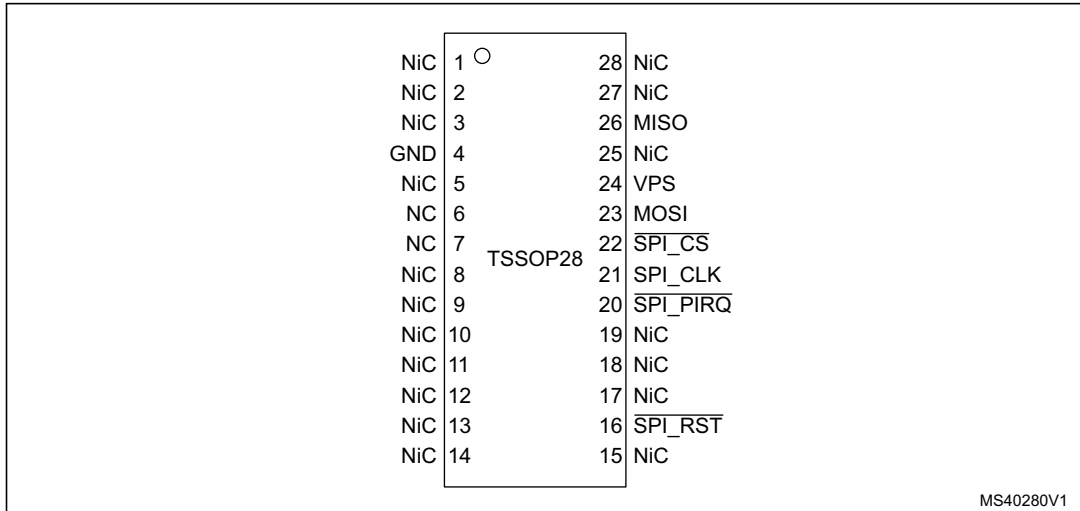 NiC 1 28 NiC
NiC 2 27 NiC
NiC 3 26 MISO
GND 4 25 NiC
NiC 5 24 VPS
NC 6 23 MOSI
NC 7 22 SPI_CS
TSSOP28
NiC 8 21 SPI_CLK
NiC 9 20 SPI_PIRQ
NiC 10 19 NiC
NiC 11 18 NiC
NiC 12 17 NiC
NiC 13 16 SPI_RST
NiC 14 15 NiC
MS40280V1